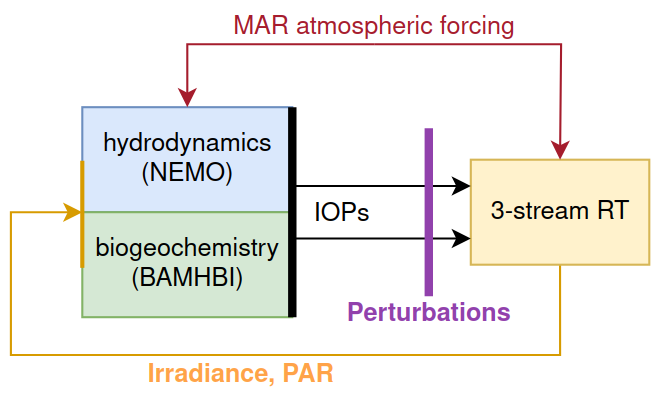 MAR atmospheric forcing
hydrodynamics
(NEMO)
IOPs
3-stream RT
biogeochemistry
(BAMHBI)
Perturbations
Irradiance, PAR